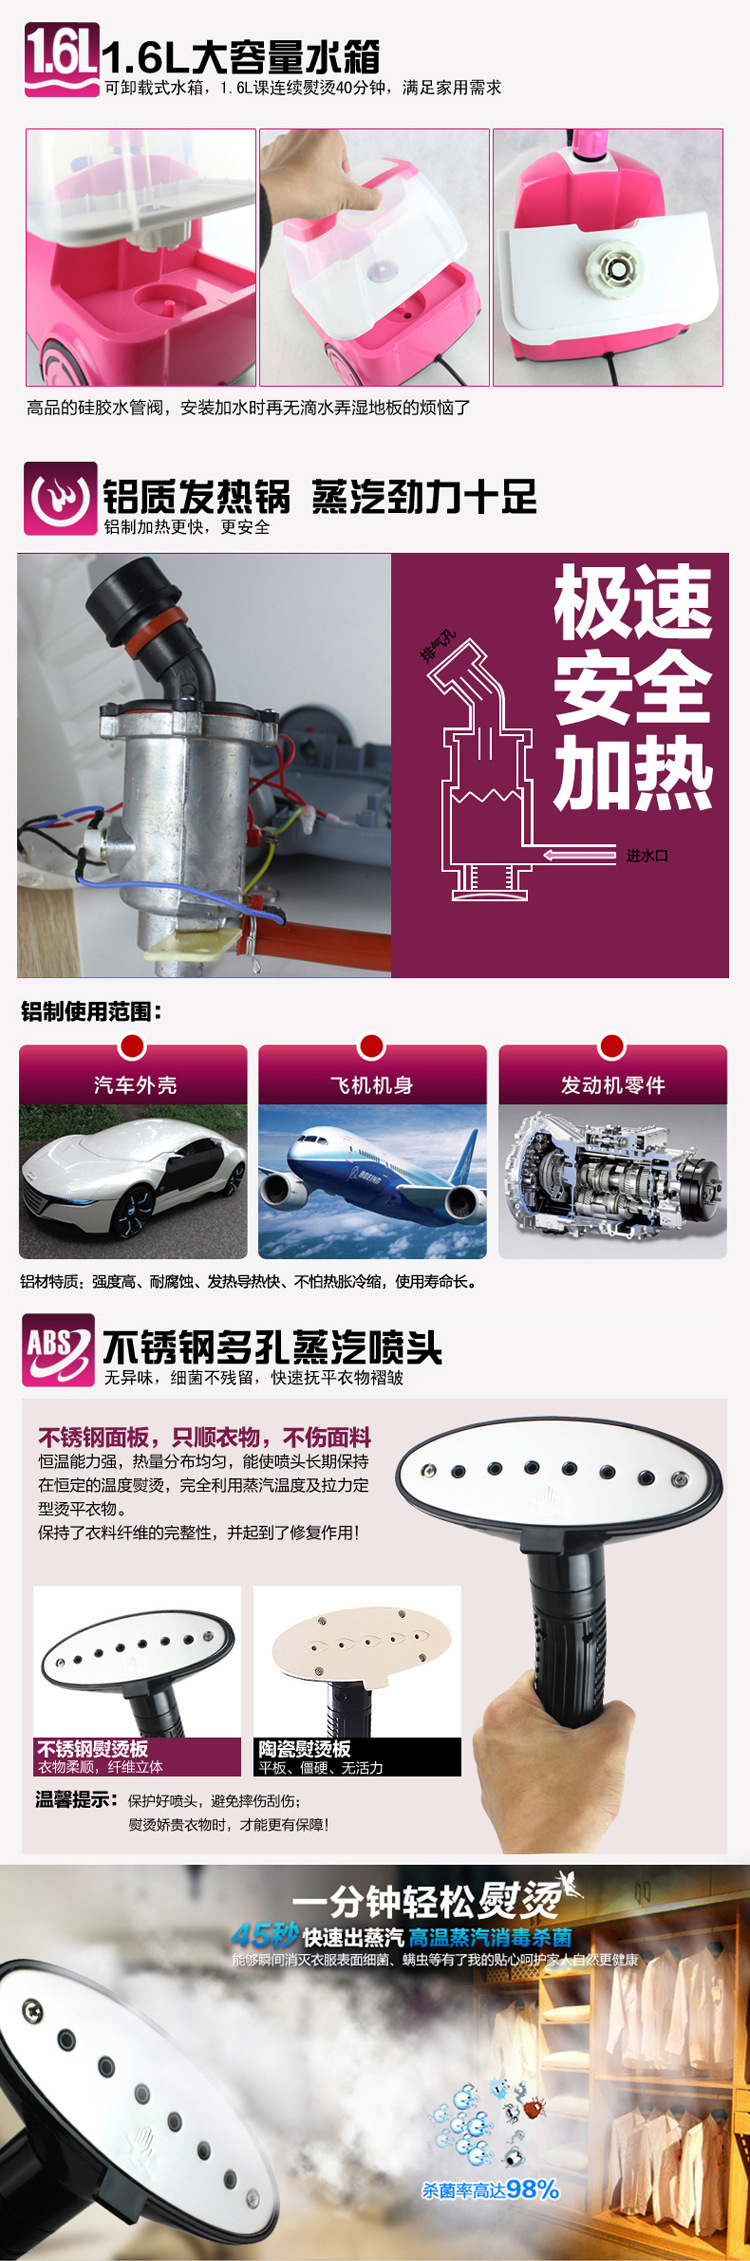 1.6L
1.6L大容量水箱
可卸载式水箱，1.6L课连续熨烫40分钟，满足家用需求
高品的硅胶水管阀，安装加水时再无滴水弄湿地板的烦恼了
铝质发热锅 蒸汽劲力十足
铝制加热更快，更安全
极速
安全
加热
排气孔
进水口
铝制使用范围：
汽车外壳
飞机机身
发动机零件
BOEING
铝材特质：强度高、耐腐蚀、发热导热快、不怕热胀冷缩，使用寿命长。
ABS
不锈钢多孔蒸汽喷头
无异味，细菌不残留，快速抚平衣物褶皱
不锈钢面板，只顺衣物，不伤面料
恒温能力强，热量分布均匀，能使喷头长期保持
在恒定的温度熨烫，完全利用蒸汽温度及拉力定
型烫平衣物。
保持了衣料纤维的完整性，并起到了修复作用！
不锈钢熨烫板
衣物柔顺，纤维立体
陶瓷熨烫板
平板、僵硬、无活力
温馨提示：保护好喷头，避免摔伤刮伤；
熨烫娇贵衣物时，才能更有保障！
一分钟轻松熨烫
45秒快速出蒸汽 高温蒸汽消毒杀菌
能够瞬间消灭衣服表面细菌、螨虫等有了我的贴心呵护家人自然更健康
杀菌率高达98%